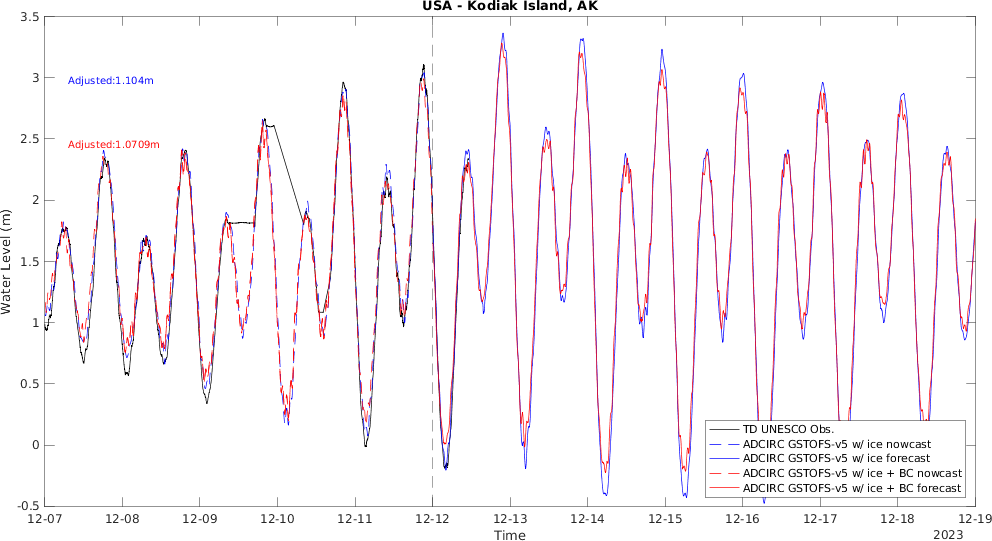 USA - Kodiak Island, AK
3.5
3
2.5
2
1.5
1
0.5
0
-0.5
Water Level (m)
Adjusted:1.104m
Adjusted:1.0709m
TD UNESCO Obs.
ADCIRC GSTOFS-v5 w/ ice nowcast
ADCIRC GSTOFS-v5 w/ ice forecast
ADCIRC GSTOFS-v5 w/ice + BC nowcast
ADCIRC GSTOFS-v5 w/ice + BC forecast
12-07 12-08 12-09 12-10 12-11 12-12 12-13 12-14 12-15 12-16 12-17 12-18 12-19
Time
2023